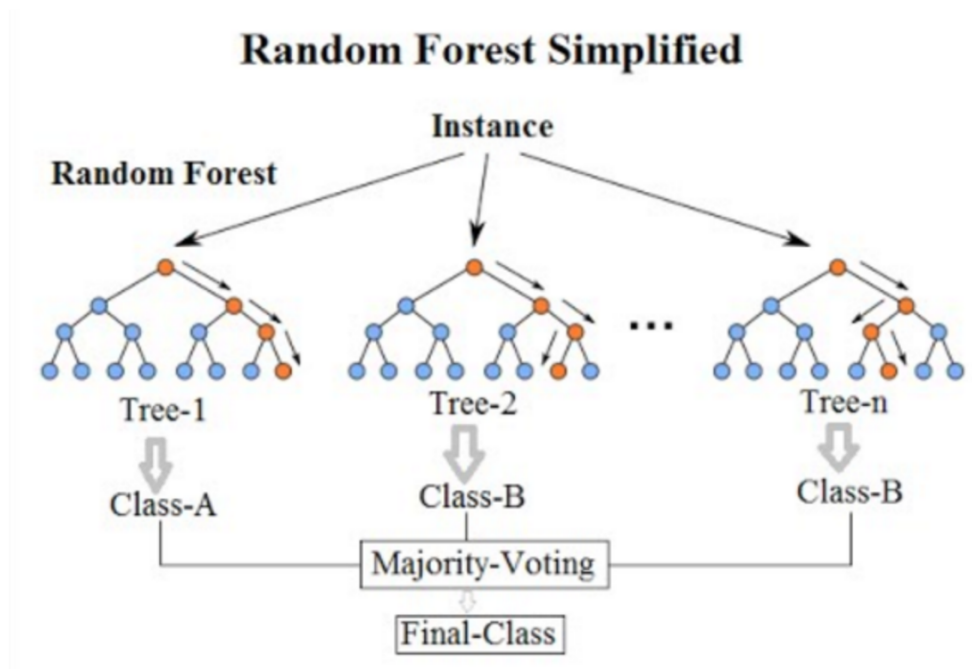 Random Forest Simplified
Instance
Random Forest
...
Tree-1
Tree-2
Tree-n
Class-A
Class-B
Class-B
Majority-Voting
Final-Class